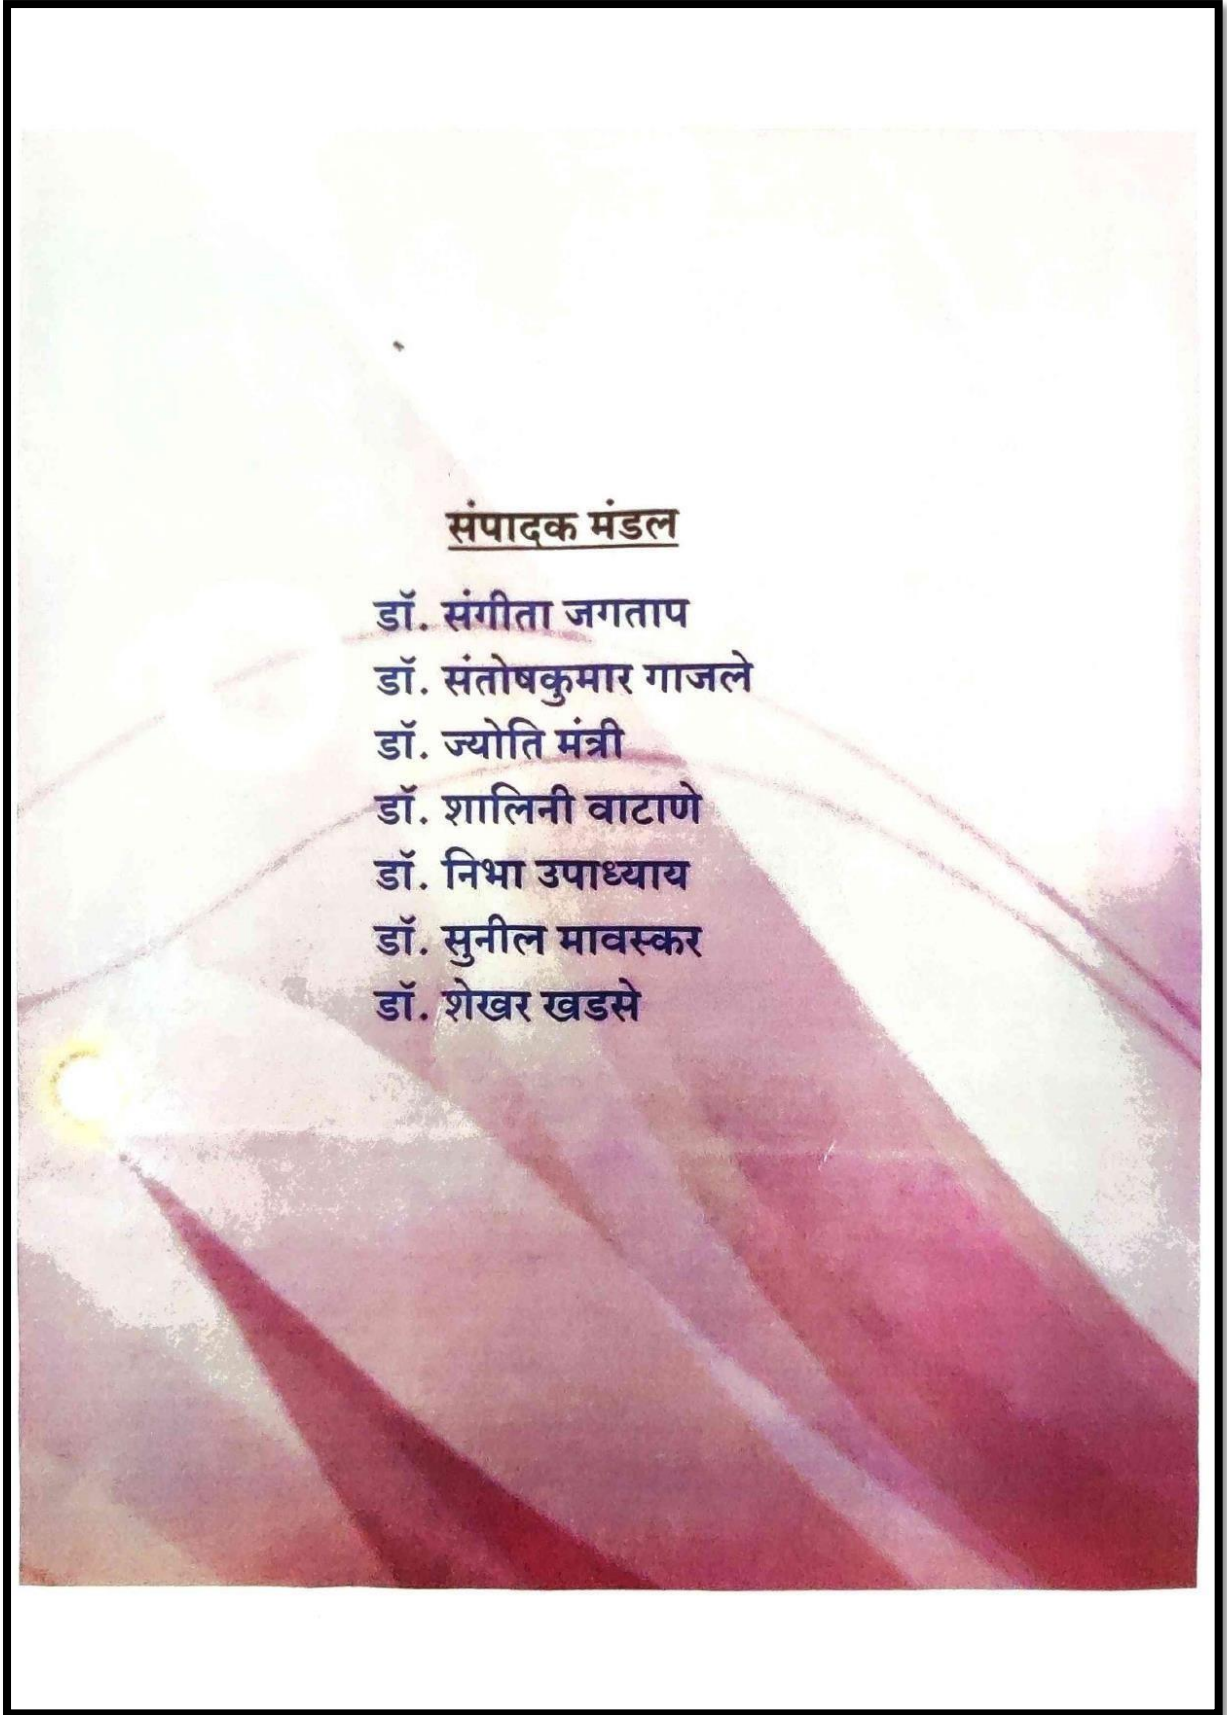 संपादक मंडल
डॉ. संगीता जगताप
डॉ. संतोषकुमार गाजले
डॉ. ज्योति मंत्री
डॉ. शालिनी वाटाणे
डॉ. निभा उपाध्याय
डॉ. सुनील मावस्कर
डॉ. शेखर खडसे